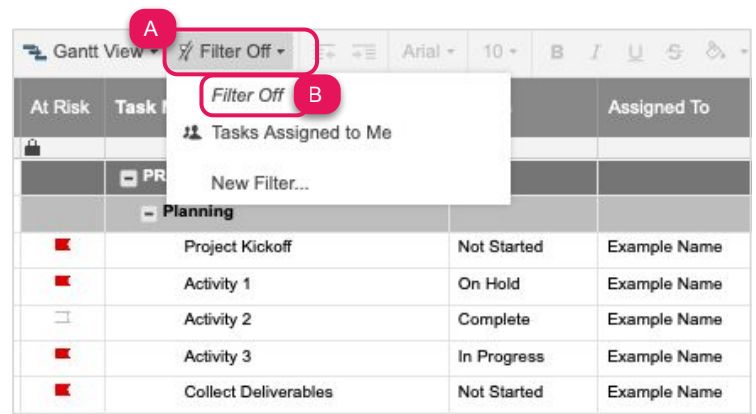 A
Gantt View Filter Off Arial 10 B I U S
Filter Off B
At Risk Task Assigned To
Tasks Assigned to Me
PR
New Filter...
Planning
Project Kickoff Not Started Example Name
Activity 1 On Hold Example Name
Activity 2 Complete Example Name
Activity 3 In Progress Example Name
Collect Deliverables Not Started Example Name